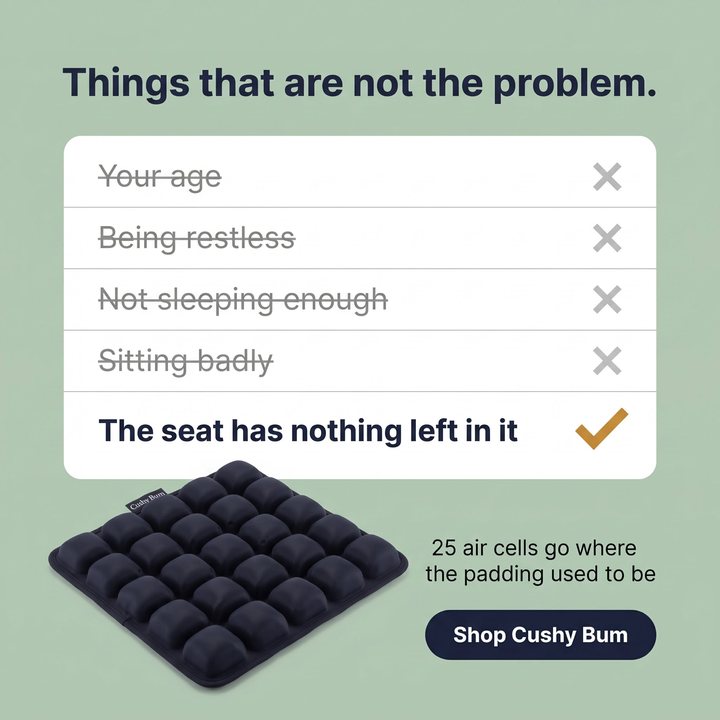 Things that are not the problem.
Your age
Being restless
Not sleeping enough
Sitting badly
The seat has nothing left in it
Cushy Bum
25 air cells go where
the padding used to be
Shop Cushy Bum